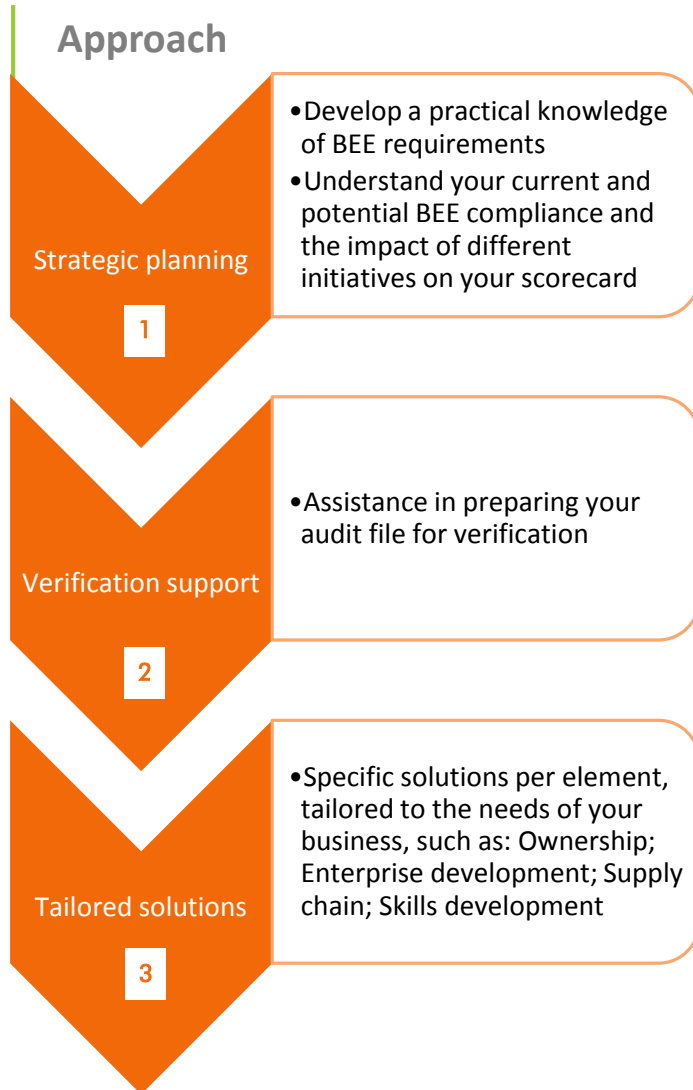 Approach
Strategic planning
1
•Develop a practical knowledge
of BEE requirements
•Understand your current and
potential BEE compliance and
the impact of different
initiatives on your scorecard
Verification support
2
•Assistance in preparing your
audit file for verification
Tailored solutions
3
•Specific solutions per element,
tailored to the needs of your
business, such as: Ownership;
Enterprise development; Supply
chain; Skills development